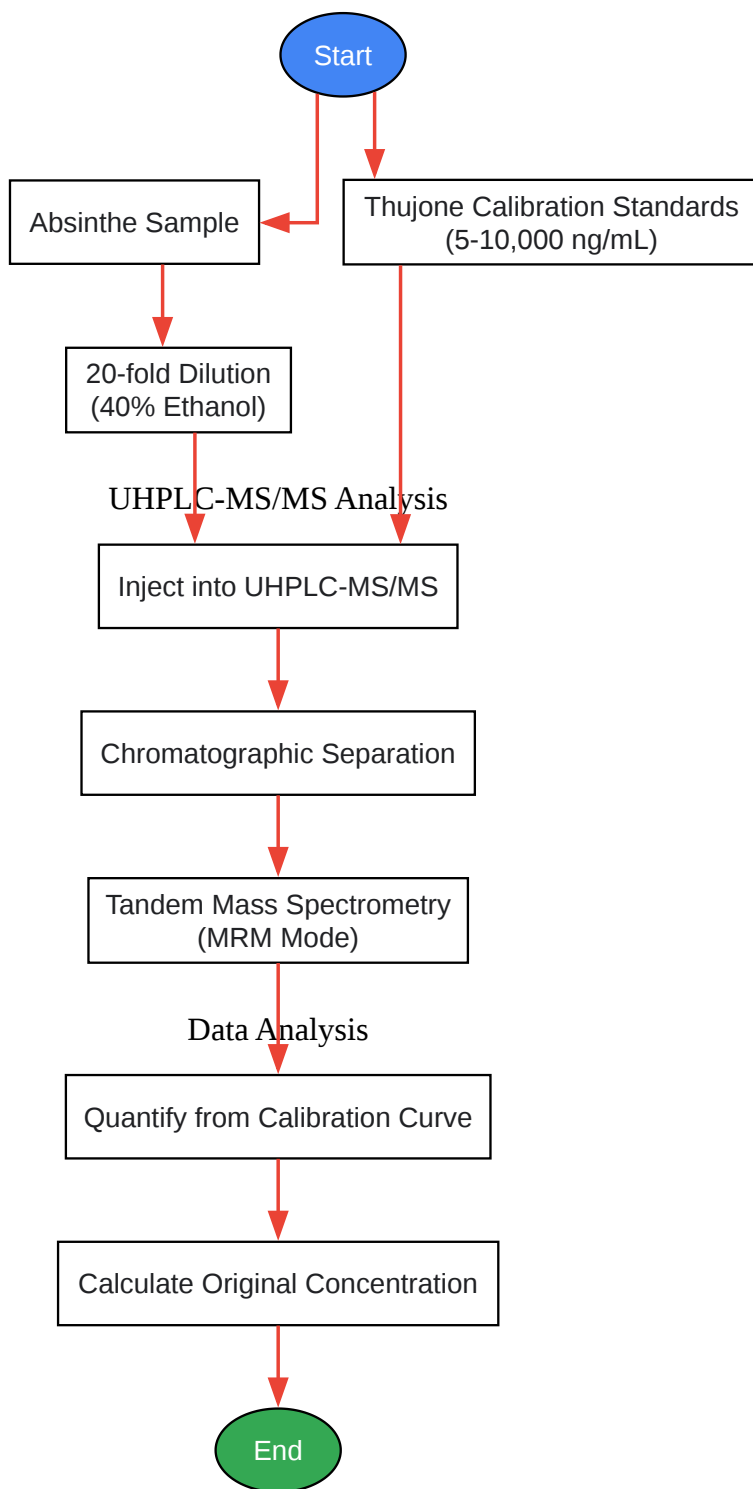 Start
Absinthe Sample
Thujone Calibration Standards
(5-10,000 ng/mL)
20-fold Dilution
(40% Ethanol)
UHPLC-MS/MS Analysis
Inject into UHPLC-MS/MS
Chromatographic Separation
Tandem Mass Spectrometry
(MRM Mode)
Data Analysis
Quantify from Calibration Curve
Calculate Original Concentration
End